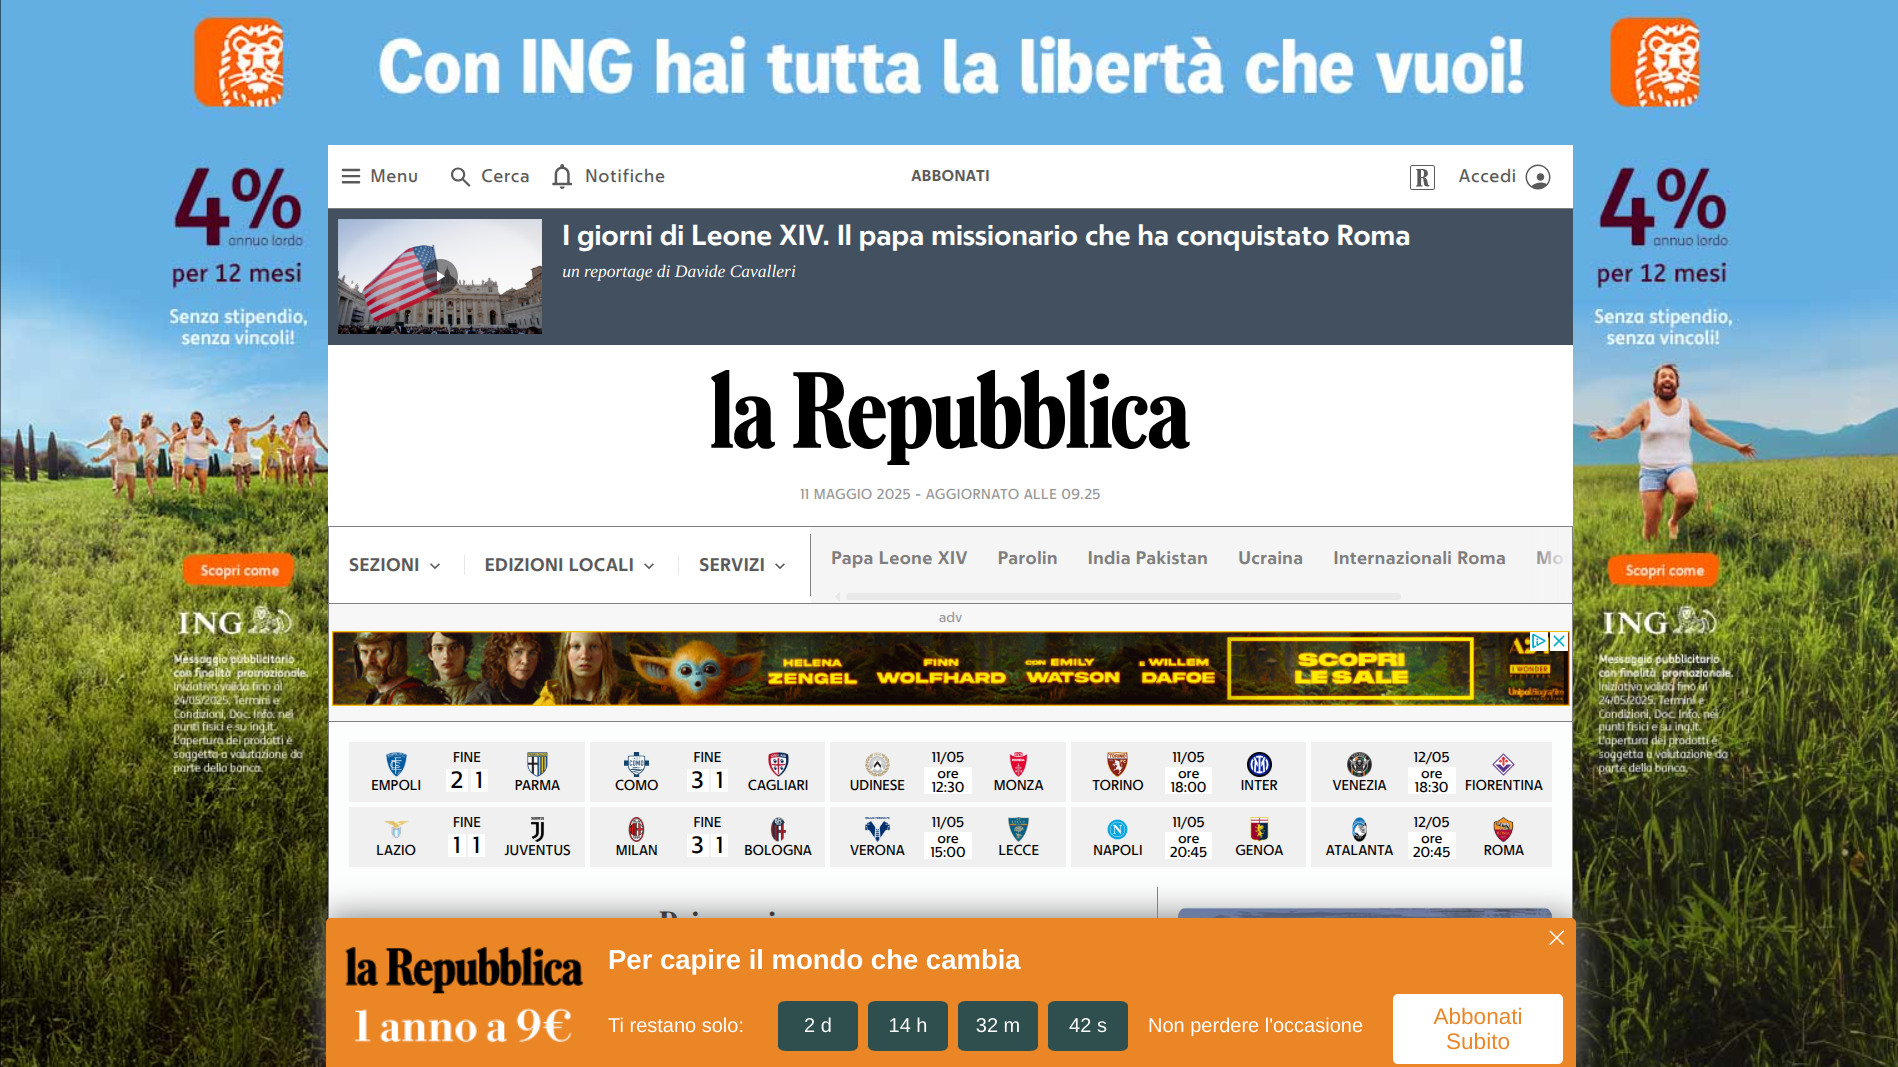 Con ING hai tutta la libertà che vuoi!
4%
annuo lordo
per 12 mesi
Senza stipendio,
senza vincoli!
Scopri come
ING
Messaggio pubblicitario
con finalità promozionale.
Iniziativa valida fino al
24/05/2025. Termini e
Condizioni, Doc. Info. nei
punti fisici e su ing.it.
L'apertura dei prodotti è
soggetta a valutazione da
parte della banca.
Menu
Cerca
Notifiche
ABBONATI
R
Accedi
I giorni di Leone XIV. Il papa missionario che ha conquistato Roma
un reportage di Davide Cavalleri
la Repubblica
11 MAGGIO 2025 - AGGIORNATO ALLE 09.25
SEZIONI
EDIZIONI LOCALI
SERVIZI
Papa Leone XIV
Parolin
India Pakistan
Ucraina
Internazionali Roma
adv
HELENA
ZENGEL
FINN
WOLFHARD
CON EMILY
WATSON
E WILLEM
DAFOE
SCOPRI
LE SALE
I WONDER
EMPOLI
FINE
2 1
PARMA
COMO
FINE
3 1
CAGLIARI
UDINESE
11/05
ore
12:30
MONZA
TORINO
11/05
ore
18:00
INTER
VENEZIA
12/05
ore
18:30
FIORENTINA
LAZIO
FINE
1 1
JUVENTUS
MILAN
FINE
3 1
BOLOGNA
VERONA
11/05
ore
15:00
LECCE
NAPOLI
11/05
ore
20:45
GENOA
ATALANTA
12/05
ore
20:45
ROMA
la Repubblica
1 anno a 9€
Per capire il mondo che cambia
Ti restano solo:
2 d
14 h
32 m
42 s
Non perdere l'occasione
Abbonati
Subito
4%
annuo lordo
per 12 mesi
Senza stipendio,
senza vincoli!
Scopri come
ING
Messaggio pubblicitario
con finalità promozionale.
Iniziativa valida fino al
24/05/2025. Termini e
Condizioni, Doc. Info. nei
punti fisici e su ing.it.
L'apertura dei prodotti è
soggetta a valutazione da
parte della banca.